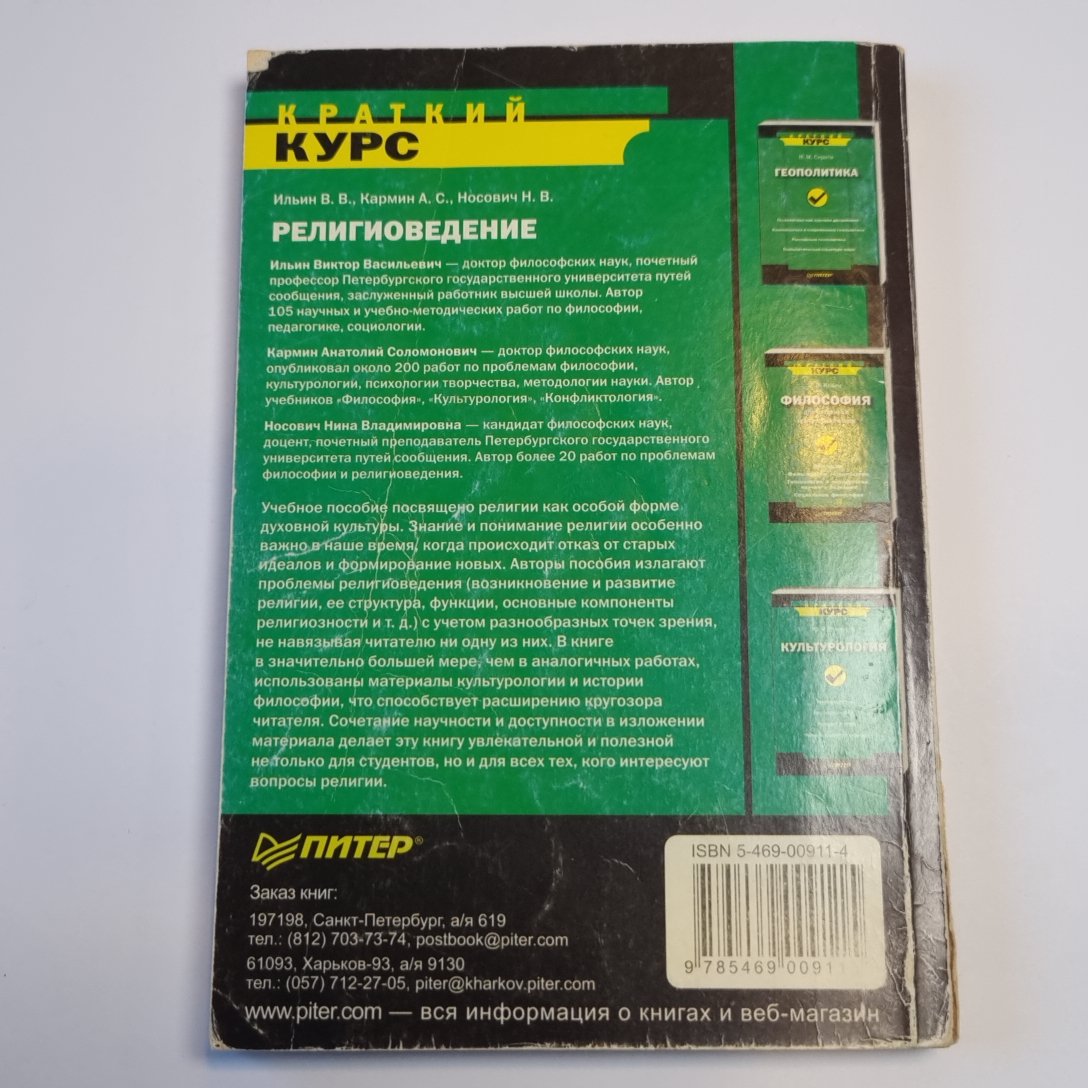 КРАТКИЙ
КУРС
Ильин В. В., Кармин А. С., Носович Н. В.
РЕЛИГИОВЕДЕНИЕ
Ильин Виктор Васильевич — доктор философских наук, почетный
профессор Петербургского государственного университета путей
сообщения, заслуженный работник высшей школы. Автор
105 научных и учебно-методических работ по философии,
педагогике, социологии.
Кармин Анатолий Соломонович — доктор философских наук,
опубликовал около 200 работ по проблемам философии,
культурологии, психологии творчества, методологии науки. Автор
учебников «Философия», «Культурология», «Конфликтология».
Носович Нина Владимировна — кандидат философских наук,
доцент, почетный преподаватель Петербургского государственного
университета путей сообщения. Автор более 20 работ по проблемам
философии и религиоведения.
Учебное пособие посвящено религии как особой форме
духовной культуры. Знание и понимание религии особенно
важно в наше время, когда происходит отказ от старых
идеалов и формирование новых. Авторы пособия излагают
проблемы религиоведения (возникновение и развитие
религии, ее структура, функции, основные компоненты
религиозности и т. д.) с учетом разнообразных точек зрения,
не навязывая читателю ни одну из них. В книге
в значительно большей мере, чем в аналогичных работах,
использованы материалы культурологии и истории
философии, что способствует расширению кругозора
читателя. Сочетание научности и доступности в изложении
материала делает эту книгу увлекательной и полезной
не только для студентов, но и для всех тех, кого интересуют
вопросы религии.
КУРС
ГЕОПОЛИТИКА
ПИТЕР
КУРС
ФИЛОСОФИЯ
КУРС
КУЛЬТУРОЛОГИЯ
ПИТЕР®
Заказ книг:
197198, Санкт-Петербург, а/я 619
тел.: (812) 703-73-74, postbook@piter.com
61093, Харьков-93, а/я 9130
тел.: (057) 712-27-05, piter@kharkov.piter.com
www.piter.com — вся информация о книгах и веб-магазин
ISBN 5-469-00911-4
9 785469 00911